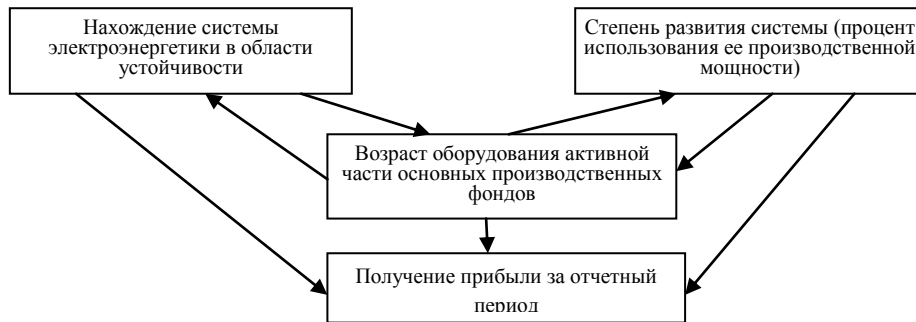 Нахождение системы
электроэнергетики в области
устойчивости
Степень развития системы (процент
использования ее производственной
мощности)
Возраст оборудования активной
части основных производственных
фондов
Получение прибыли за отчетный
период